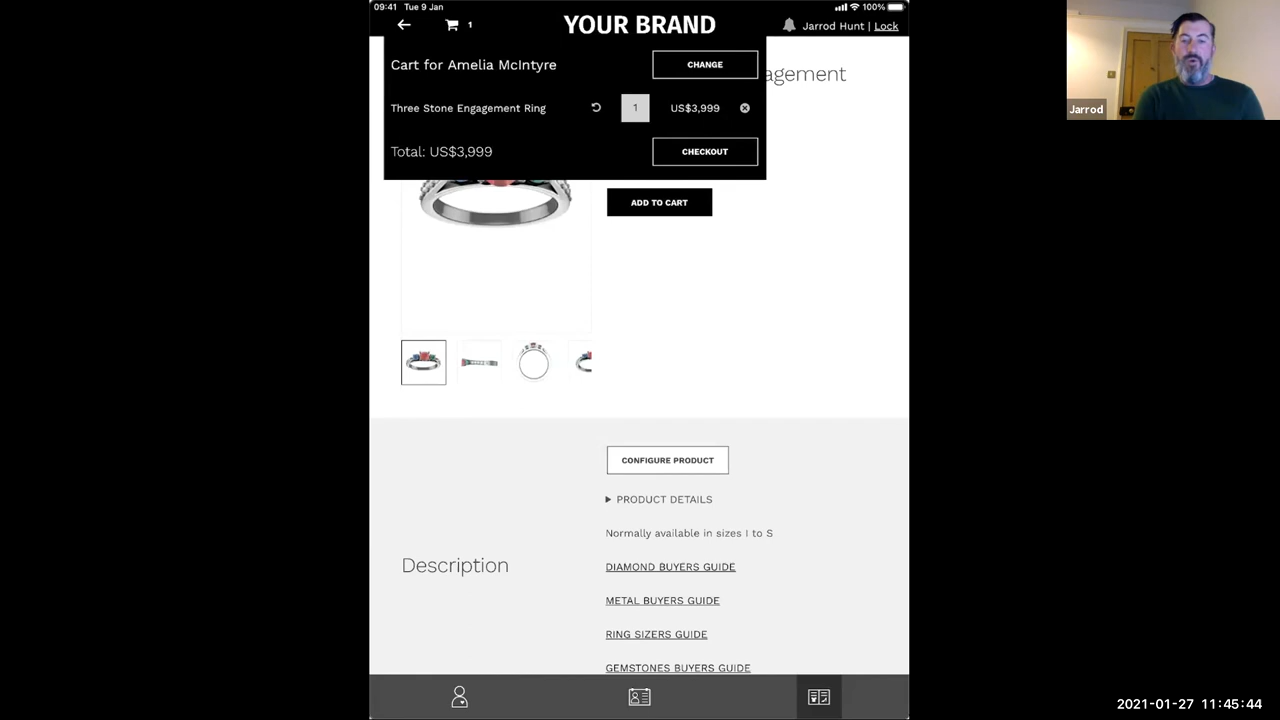 09:41 Tue 9 Jan
100%
1
YOUR BRAND
Jarrod Hunt | Lock
Cart for Amelia McIntyre
CHANGE
agement
Three Stone Engagement Ring
1
US$3,999
Total: US$3,999
CHECKOUT
ADD TO CART
CONFIGURE PRODUCT
PRODUCT DETAILS
Normally available in sizes I to S
Description
DIAMOND BUYERS GUIDE
METAL BUYERS GUIDE
RING SIZERS GUIDE
GEMSTONES BUYERS GUIDE
Jarrod
2021-01-27 11:45:44